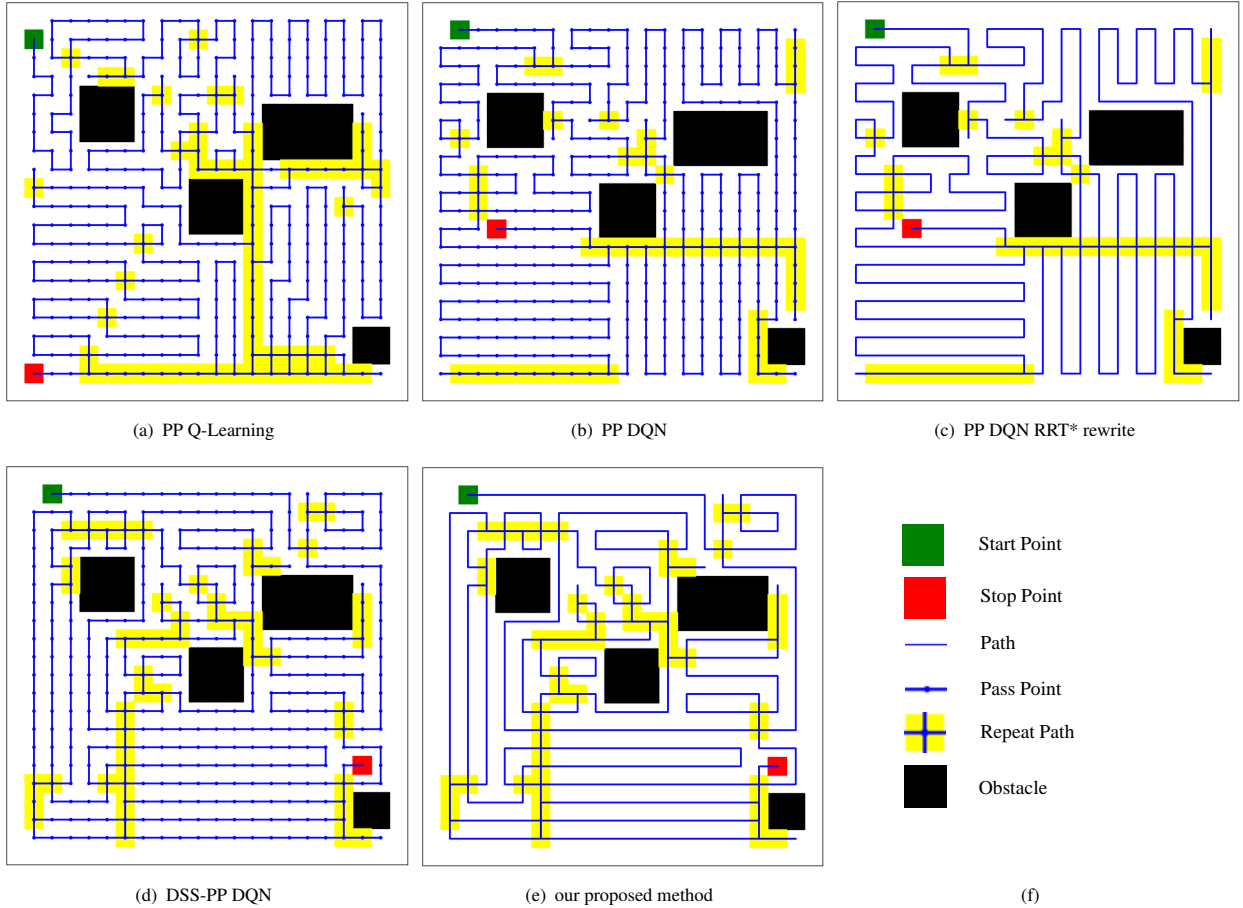 (a) PP Q-Learning
(b) PP DQN
(c) PP DQN RRT* rewrite
Start Point
Stop Point
Path
Pass Point
Repeat Path
Obstacle
(d) DSS-PP DQN
(e) our proposed method
(f)